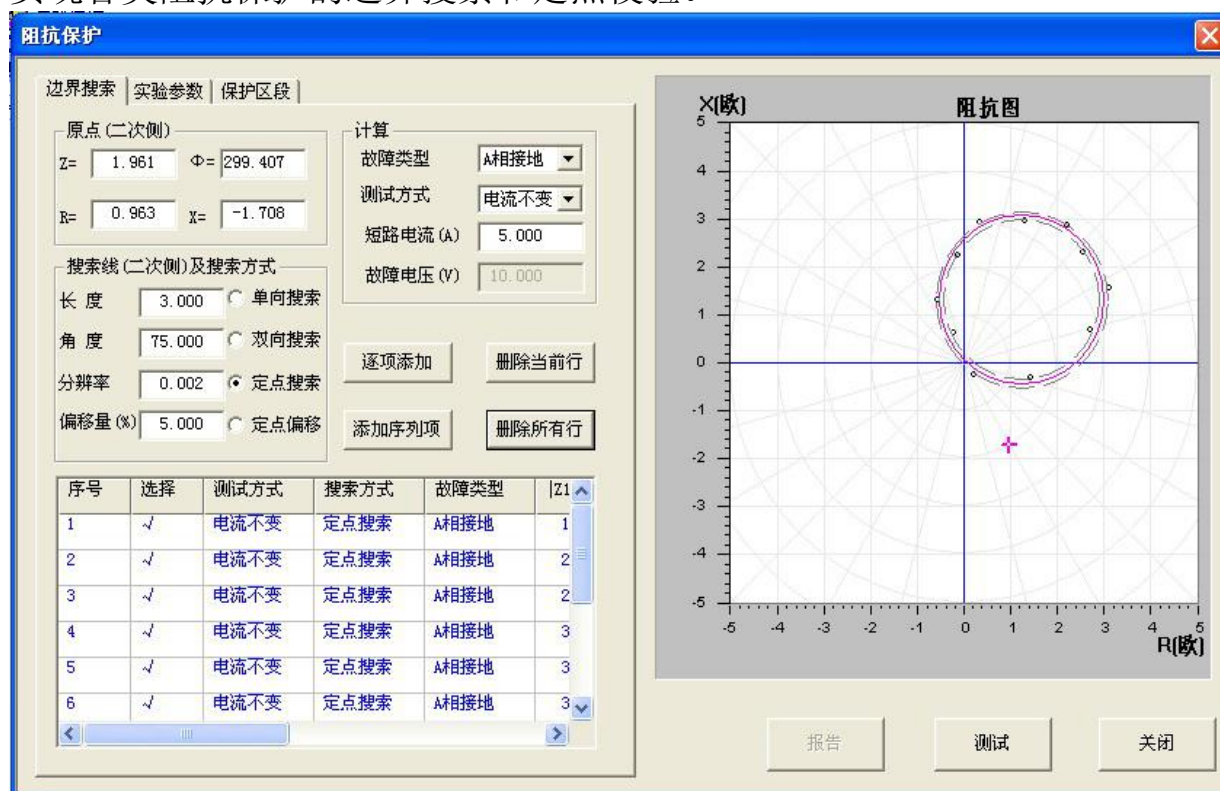 阻抗保护
边界搜索 实验参数 保护区段
原点(二次侧)
Z= 1.961 Φ= 299.407
R= 0.963 X= -1.708
计算
故障类型 A相接地
测试方式 电流不变
短路电流(A) 5.000
故障电压(V) 10.000
搜索线(二次侧)及搜索方式
长 度 3.000 单向搜索
角 度 75.000 双向搜索
分辨率 0.002 定点搜索
偏移量(%) 5.000 定点偏移
逐项添加 删除当前行
添加序列项 删除所有行
序号 选择 测试方式 搜索方式 故障类型 |Z1
1 √ 电流不变 定点搜索 A相接地 1
2 √ 电流不变 定点搜索 A相接地 2
3 √ 电流不变 定点搜索 A相接地 2
4 √ 电流不变 定点搜索 A相接地 3
5 √ 电流不变 定点搜索 A相接地 3
6 √ 电流不变 定点搜索 A相接地 3
X(欧) 阻抗图
5
4
3
2
1
0
-1
-2
-3
-4
-5
-5 -4 -3 -2 -1 0 1 2 3 4 5
R(欧)
报告 测试 关闭